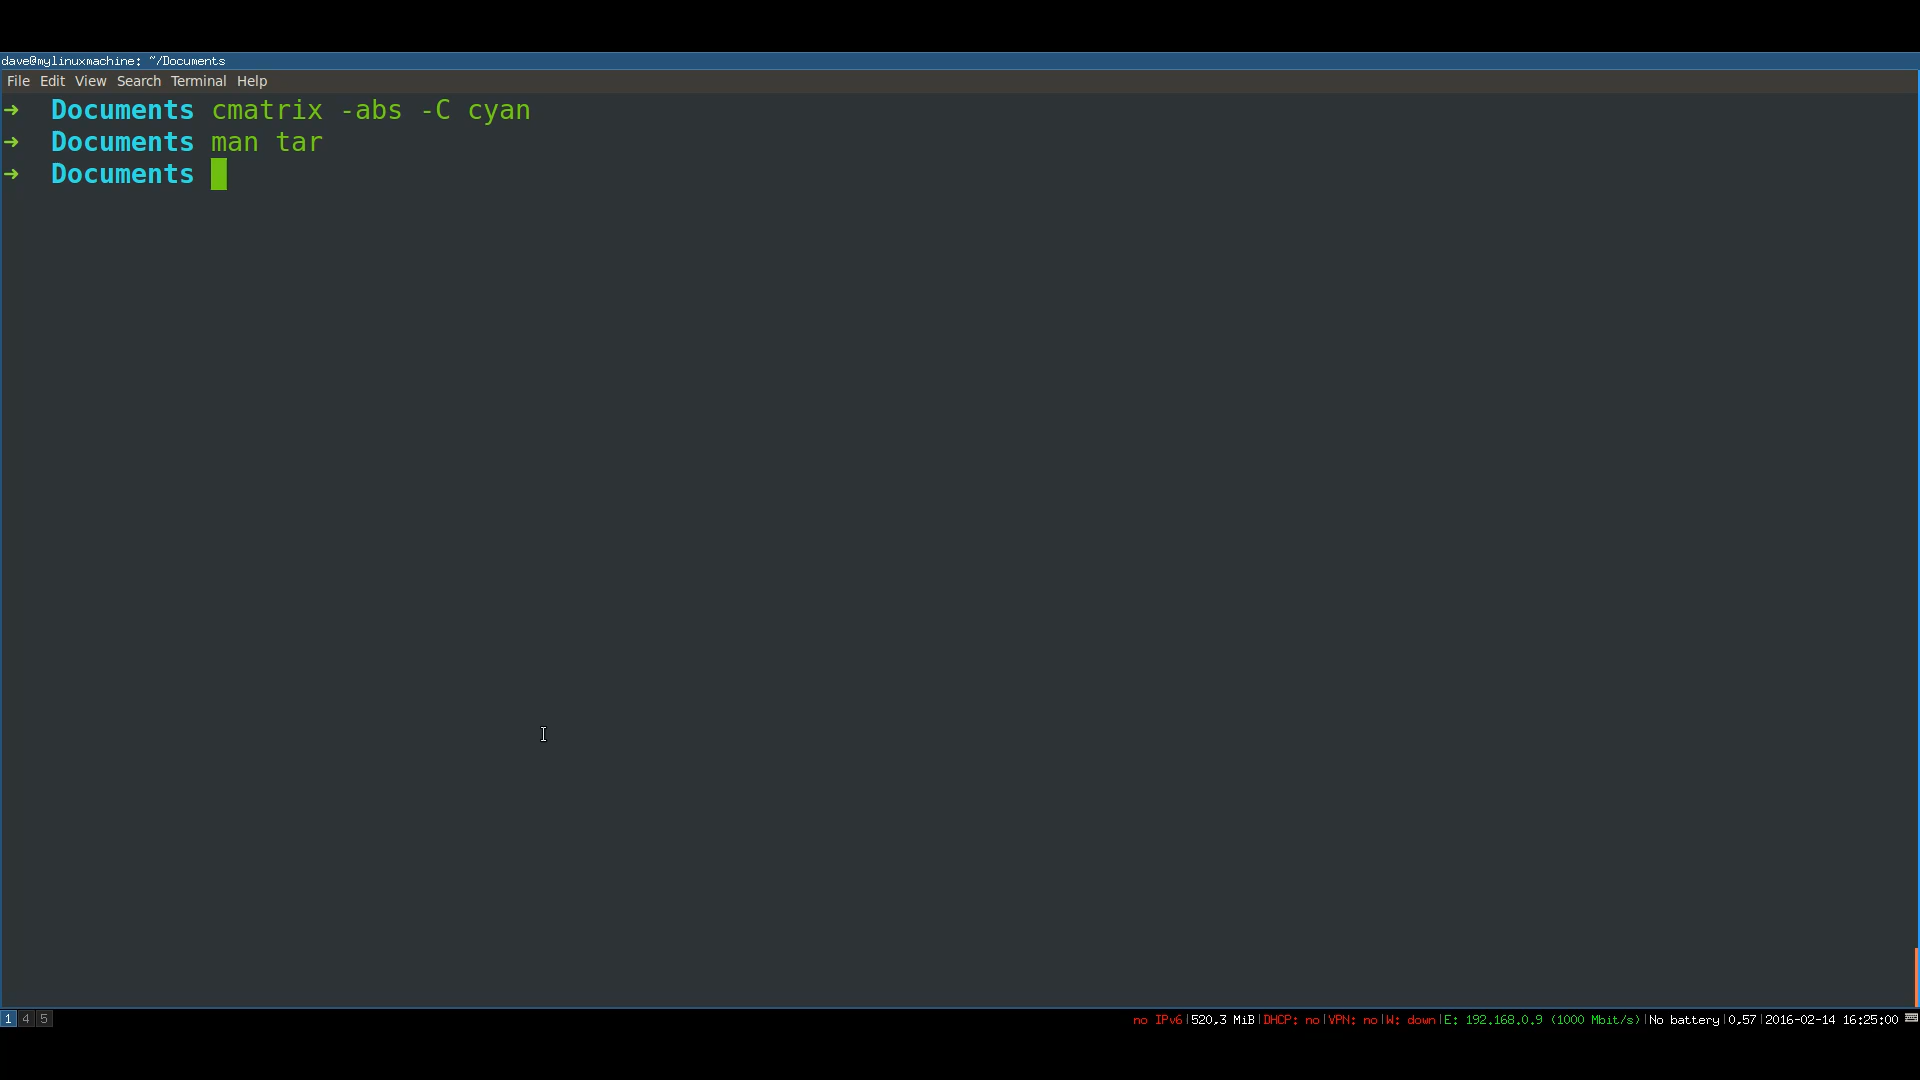 dave@mylinuxmachine: ~/Documents
File Edit View Search Terminal Help
→ Documents cmatrix -abs -C cyan
→ Documents man tar
→ Documents
1 4 5
no IPv6|520,3 MiB|DHCP: no|VPN: no|W: down|E: 192.168.0.9 (1000 Mbit/s)|No battery|0,57|2016-02-14 16:25:00